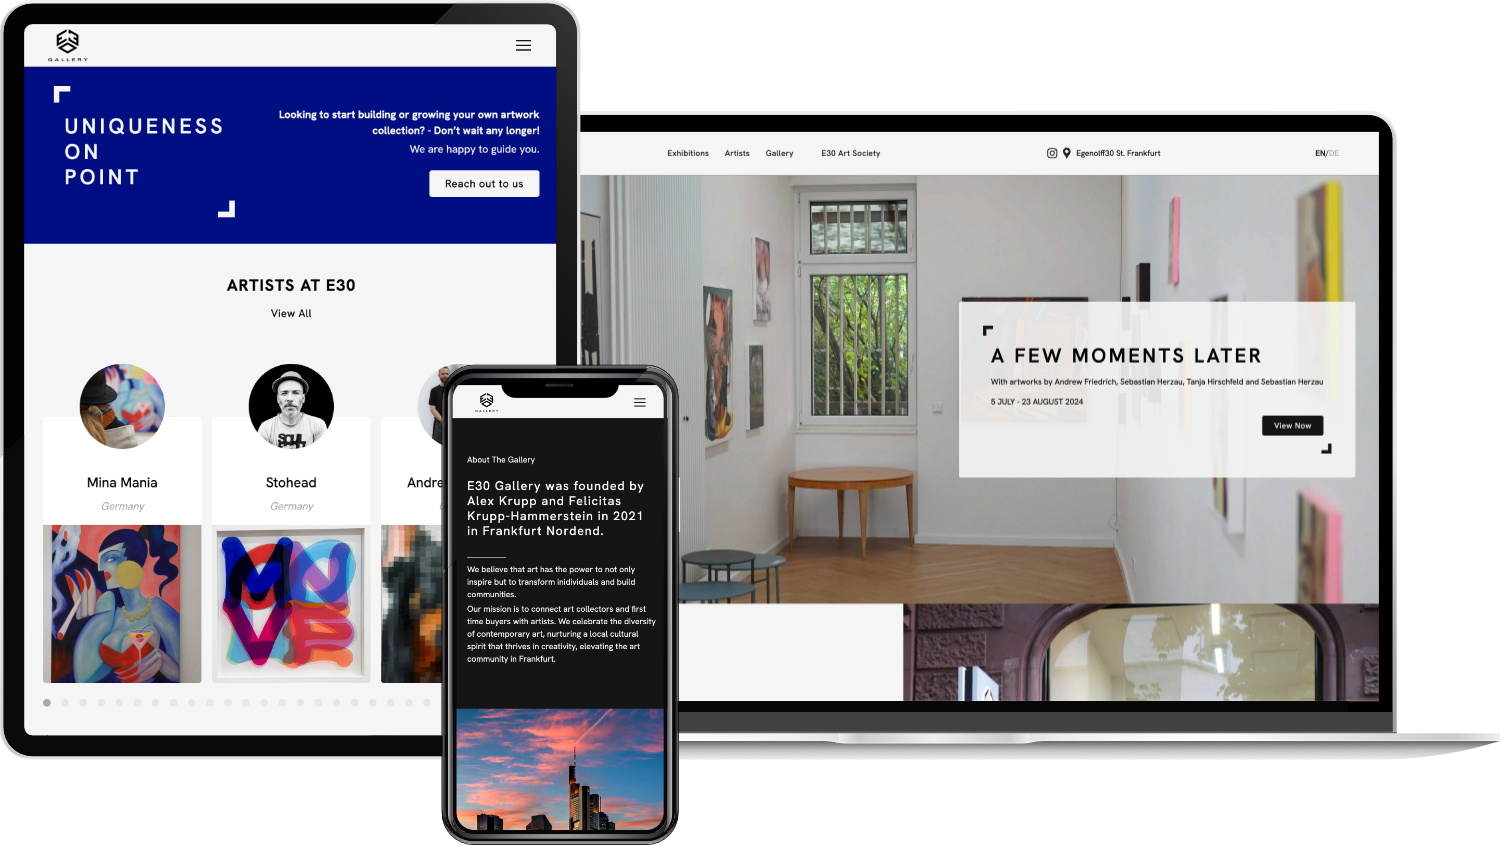 GALLERY
UNIQUENESS
ON
POINT
Looking to start building or growing your own artwork
collection? - Don't wait any longer!
We are happy to guide you.
Reach out to us
ARTISTS AT E30
View All
Mina Mania
Germany
Stohead
Germany
Andre
GALLERY
About The Gallery
E30 Gallery was founded by
Alex Krupp and Felicitas
Krupp-Hammerstein in 2021
in Frankfurt Nordend.
We believe that art has the power to not only
inspire but to transform inidividuals and build
communities.
Our mission is to connect art collectors and first
time buyers with artists. We celebrate the diversity
of contemporary art, nurturing a local cultural
spirit that thrives in creativity, elevating the art
community in Frankfurt.
Exhibitions Artists Gallery E30 Art Society Egenolff30 St. Frankfurt EN/DE
A FEW MOMENTS LATER
With artworks by Andrew Friedrich, Sebastian Herzau, Tanja Hirschfeld and Sebastian Herzau
5 JULY - 23 AUGUST 2024
View Now